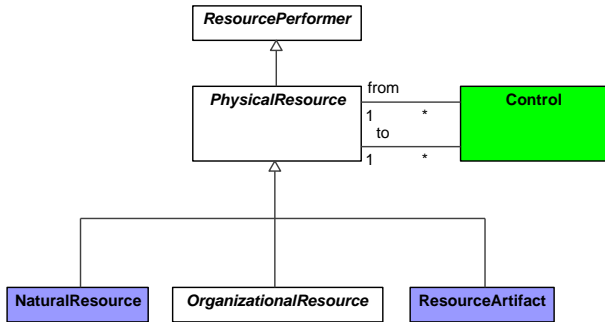 ResourcePerformer
PhysicalResource
from
Control
1 *
to
1 *
NaturalResource
OrganizationalResource
ResourceArtifact